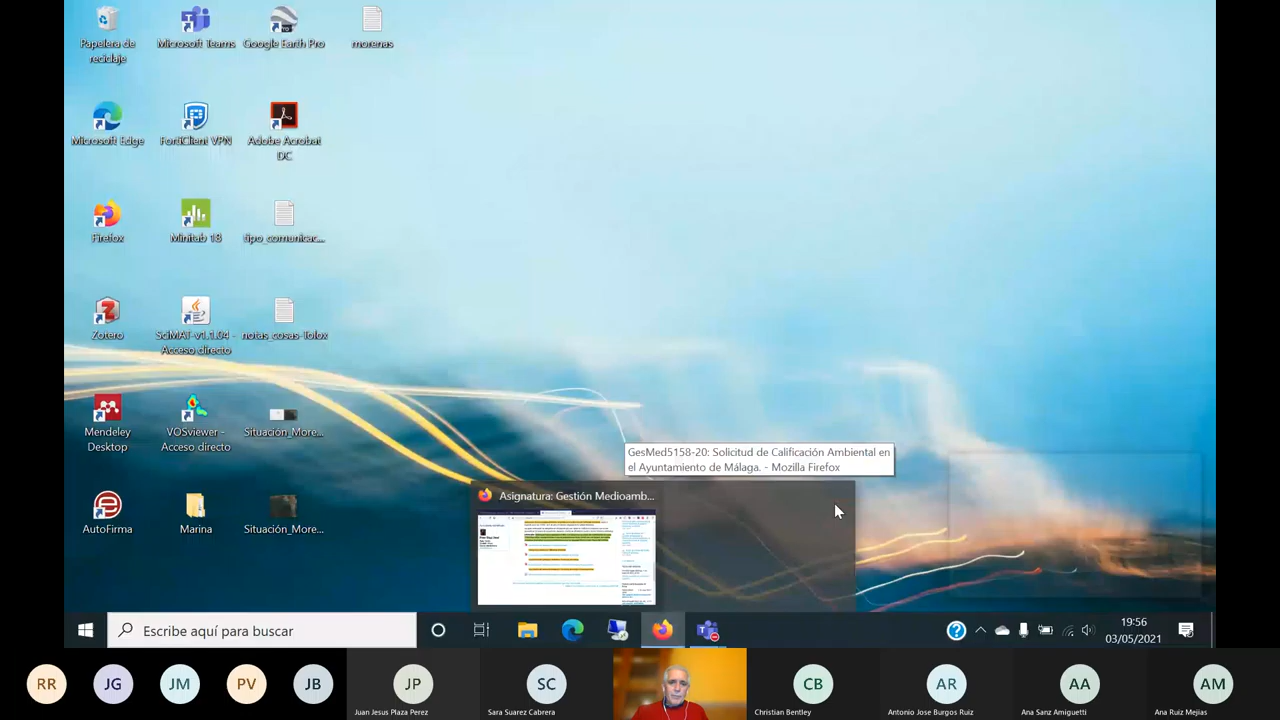 Papelera de
reciclaje
Microsoft Teams
Google Earth Pro
morenas
Microsoft Edge
FortiClient VPN
Adobe Acrobat
DC
Firefox
Minitab 18
tipo_comunicac...
Zotero
SciMAT-v1.1.04 -
Acceso directo
notas_cosas-Tolox
Mendeley
Desktop
VOSviewer -
Acceso directo
Situación_More...
AutoFirma
Marina
Situación_More...
GesMed5158-20: Solicitud de Calificación Ambiental en
el Ayuntamiento de Málaga. - Mozilla Firefox
Asignatura: Gestión Medioamb...
Escribe aquí para buscar
19:56
03/05/2021
RR
JG
JM
PV
JB
JP
Juan Jesus Plaza Perez
SC
Sara Suarez Cabrera
CB
Christian Bentley
AR
Antonio Jose Burgos Ruiz
AA
Ana Sanz Amiguetti
AM
Ana Ruiz Mejias